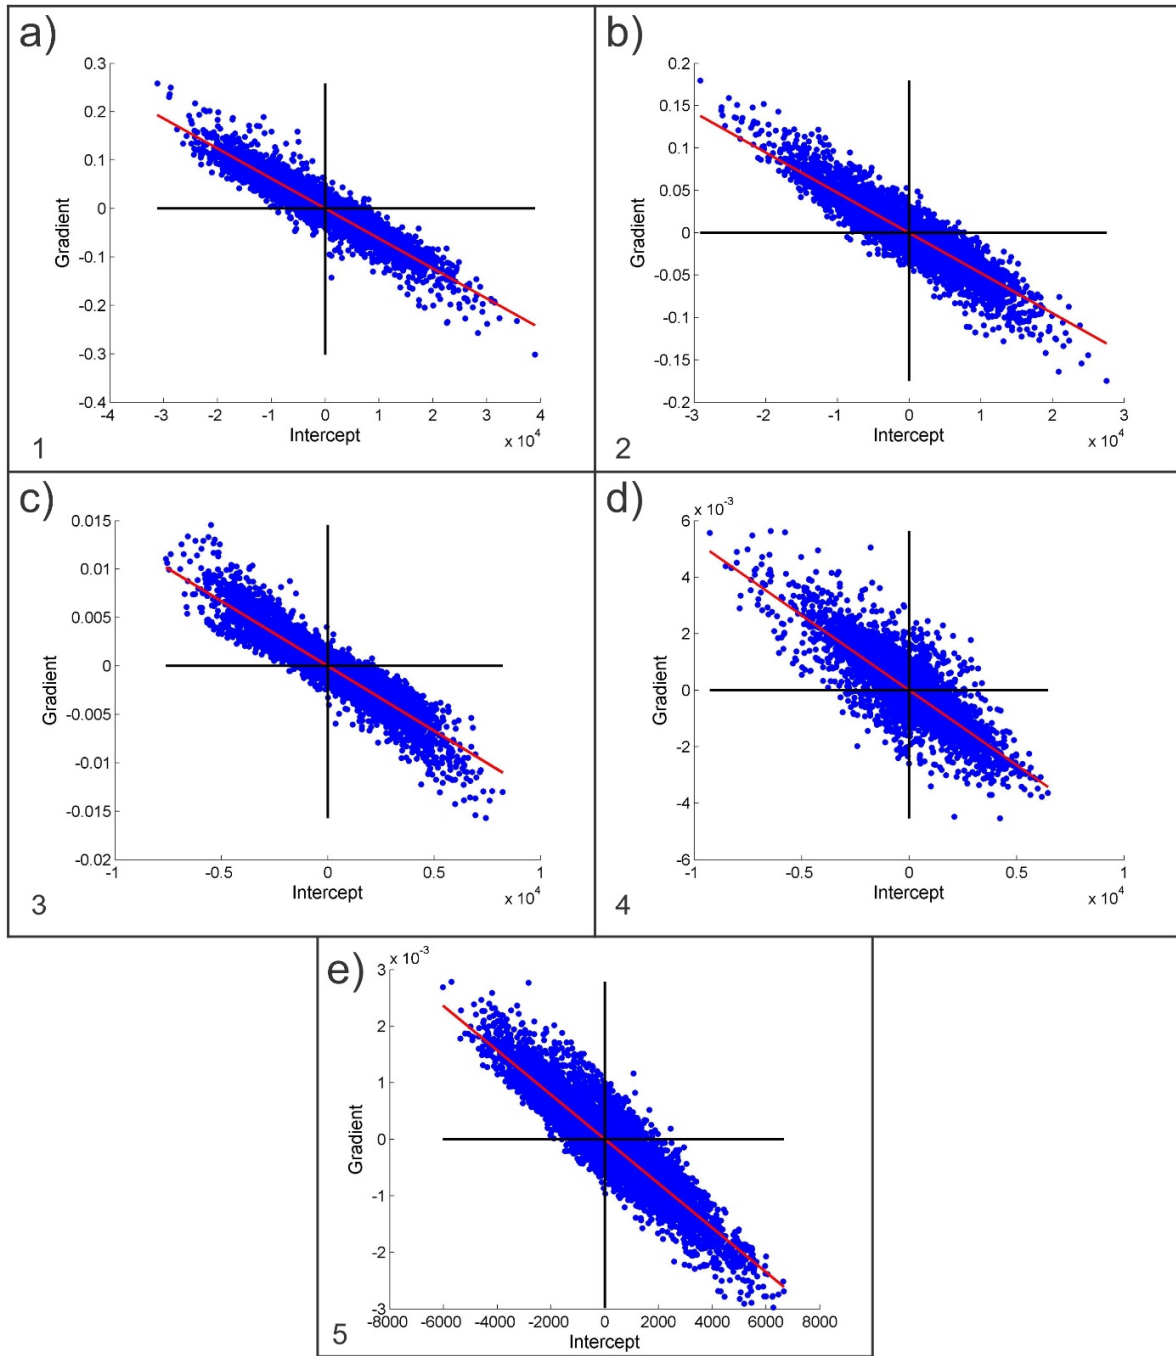 a)
0.3
0.2
0.1
0
-0.1
-0.2
-0.3
-0.4
Gradient
-4 -3 -2 -1 0 1 2 3 4
Intercept
x 10^4
1
b)
0.2
0.15
0.1
0.05
0
-0.05
-0.1
-0.15
-0.2
Gradient
-3 -2 -1 0 1 2 3
Intercept
x 10^4
2
c)
0.015
0.01
0.005
0
-0.005
-0.01
-0.015
-0.02
Gradient
-1 -0.5 0 0.5 1
Intercept
x 10^4
3
d)
x 10^-3
6
4
2
0
-2
-4
-6
Gradient
-1 -0.5 0 0.5 1
Intercept
x 10^4
4
e)
x 10^-3
3
2
1
0
-1
-2
-3
Gradient
-8000 -6000 -4000 -2000 0 2000 4000 6000 8000
Intercept
5